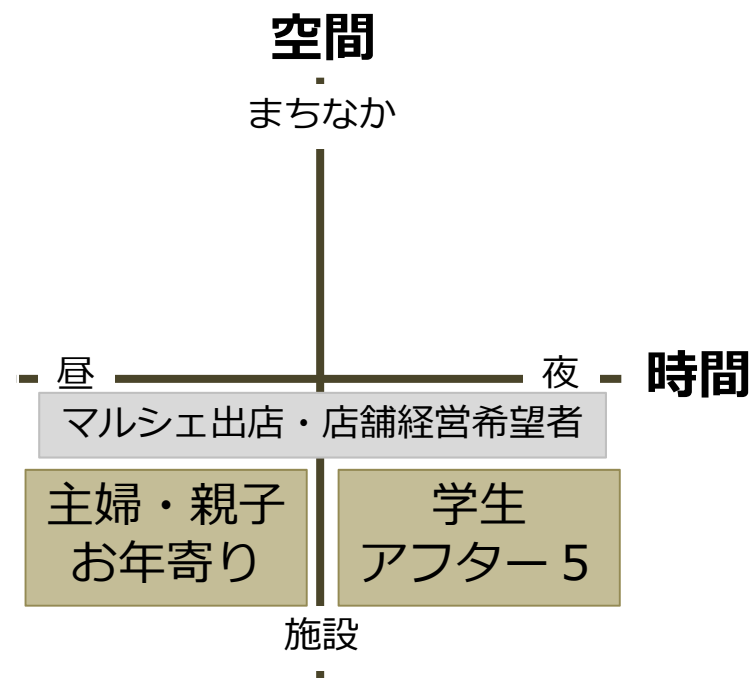 空間
まちなか
昼
夜
時間
マルシェ出店・店舗経営希望者
主婦・親子
お年寄り
学生
アフター５
施設